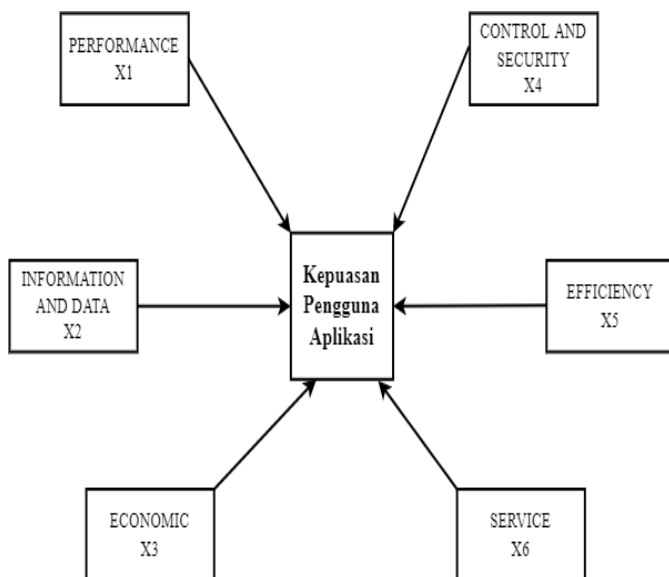 PERFORMANCE
X1
CONTROL AND
SECURITY
X4
INFORMATION
AND DATA
X2
Kepuasan
Pengguna
Aplikasi
EFFICIENCY
X5
ECONOMIC
X3
SERVICE
X6